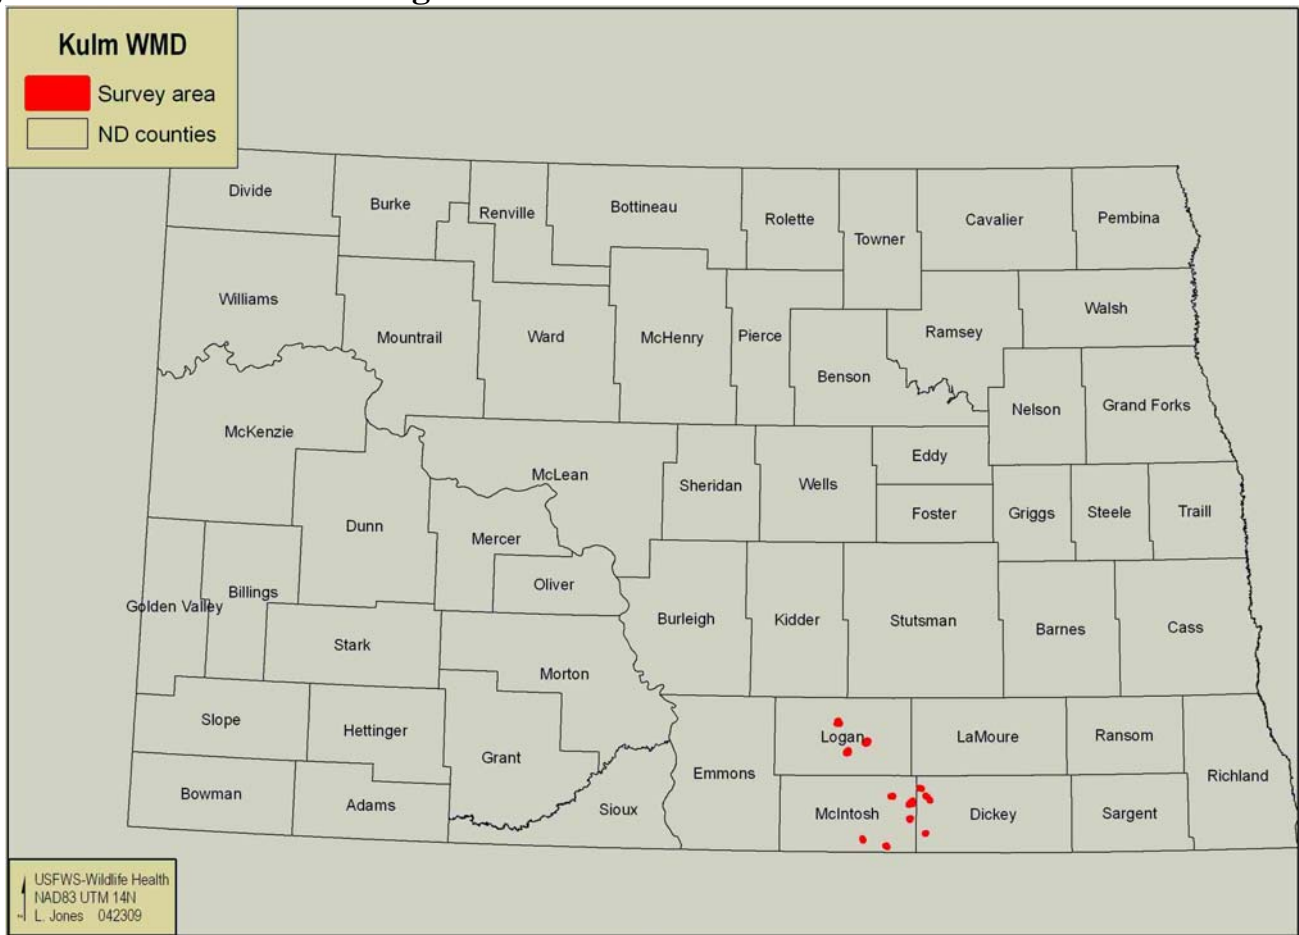 Kulm WMD
Survey area
ND counties
Divide
Burke
Renville
Bottineau
Rolette
Towner
Cavalier
Pembina
Williams
Mountrail
Ward
McHenry
Pierce
Benson
Ramsey
Walsh
Nelson
Grand Forks
McKenzie
McLean
Sheridan
Wells
Eddy
Foster
Griggs
Steele
Traill
Dunn
Mercer
Oliver
Golden Valley
Billings
Stark
Morton
Burleigh
Kidder
Stutsman
Barnes
Cass
Slope
Hettinger
Grant
Emmons
Logan
LaMoure
Ransom
Richland
Bowman
Adams
Sioux
McIntosh
Dickey
Sargent
USFWS-Wildlife Health
NAD83 UTM 14N
L. Jones 042309